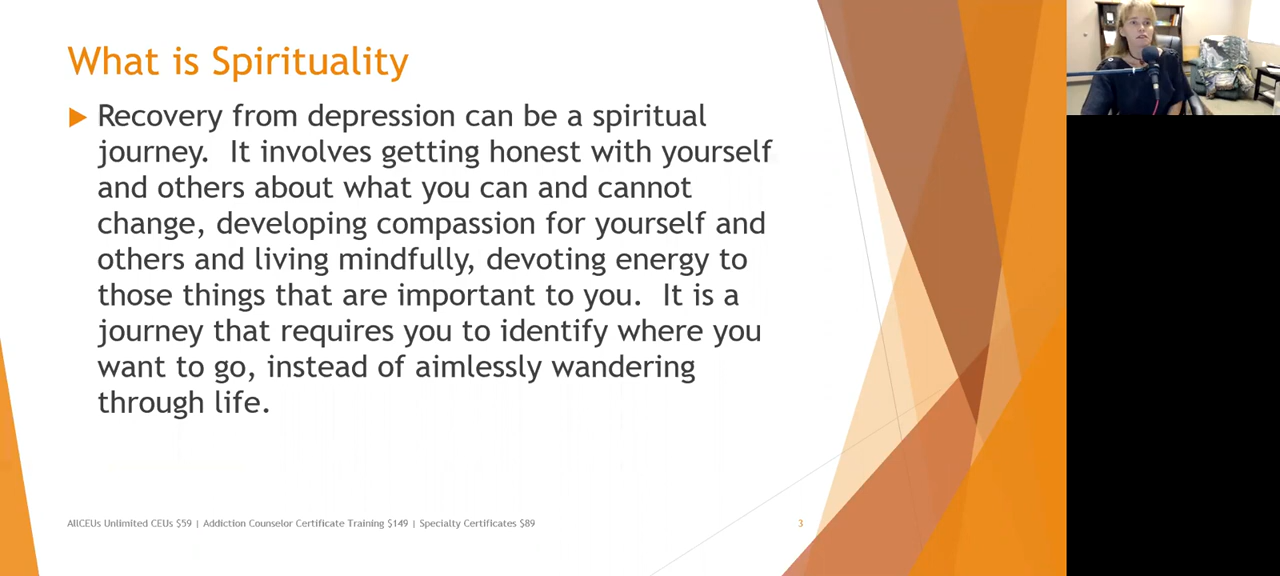 What is Spirituality
Recovery from depression can be a spiritual
journey.  It involves getting honest with yourself
and others about what you can and cannot
change, developing compassion for yourself and
others and living mindfully, devoting energy to
those things that are important to you.  It is a
journey that requires you to identify where you
want to go, instead of aimlessly wandering
through life.
AllCEUs Unlimited CEUs $59 | Addiction Counselor Certificate Training $149 | Specialty Certificates $89
3